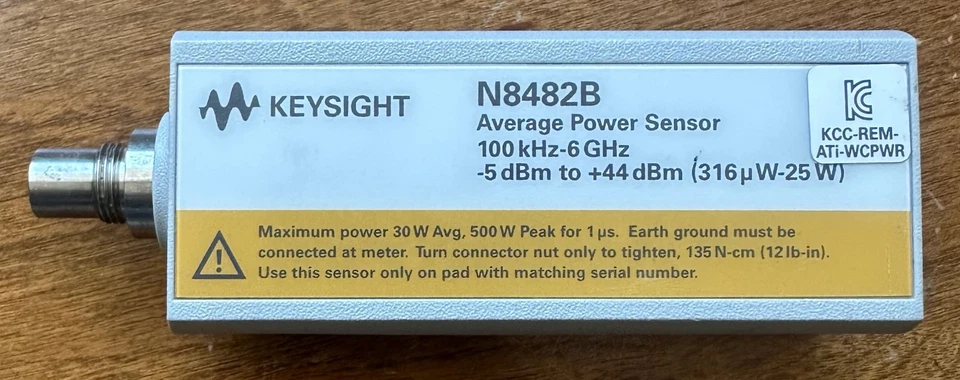 KEYSIGHT
N8482B
Average Power Sensor
100 kHz-6 GHz
-5 dBm to +44 dBm (316 µW-25 W)
KCC-REM-
ATi-WCPWR
Maximum power 30 W Avg, 500 W Peak for 1 µs. Earth ground must be
connected at meter. Turn connector nut only to tighten, 135 N-cm (12 lb-in).
Use this sensor only on pad with matching serial number.